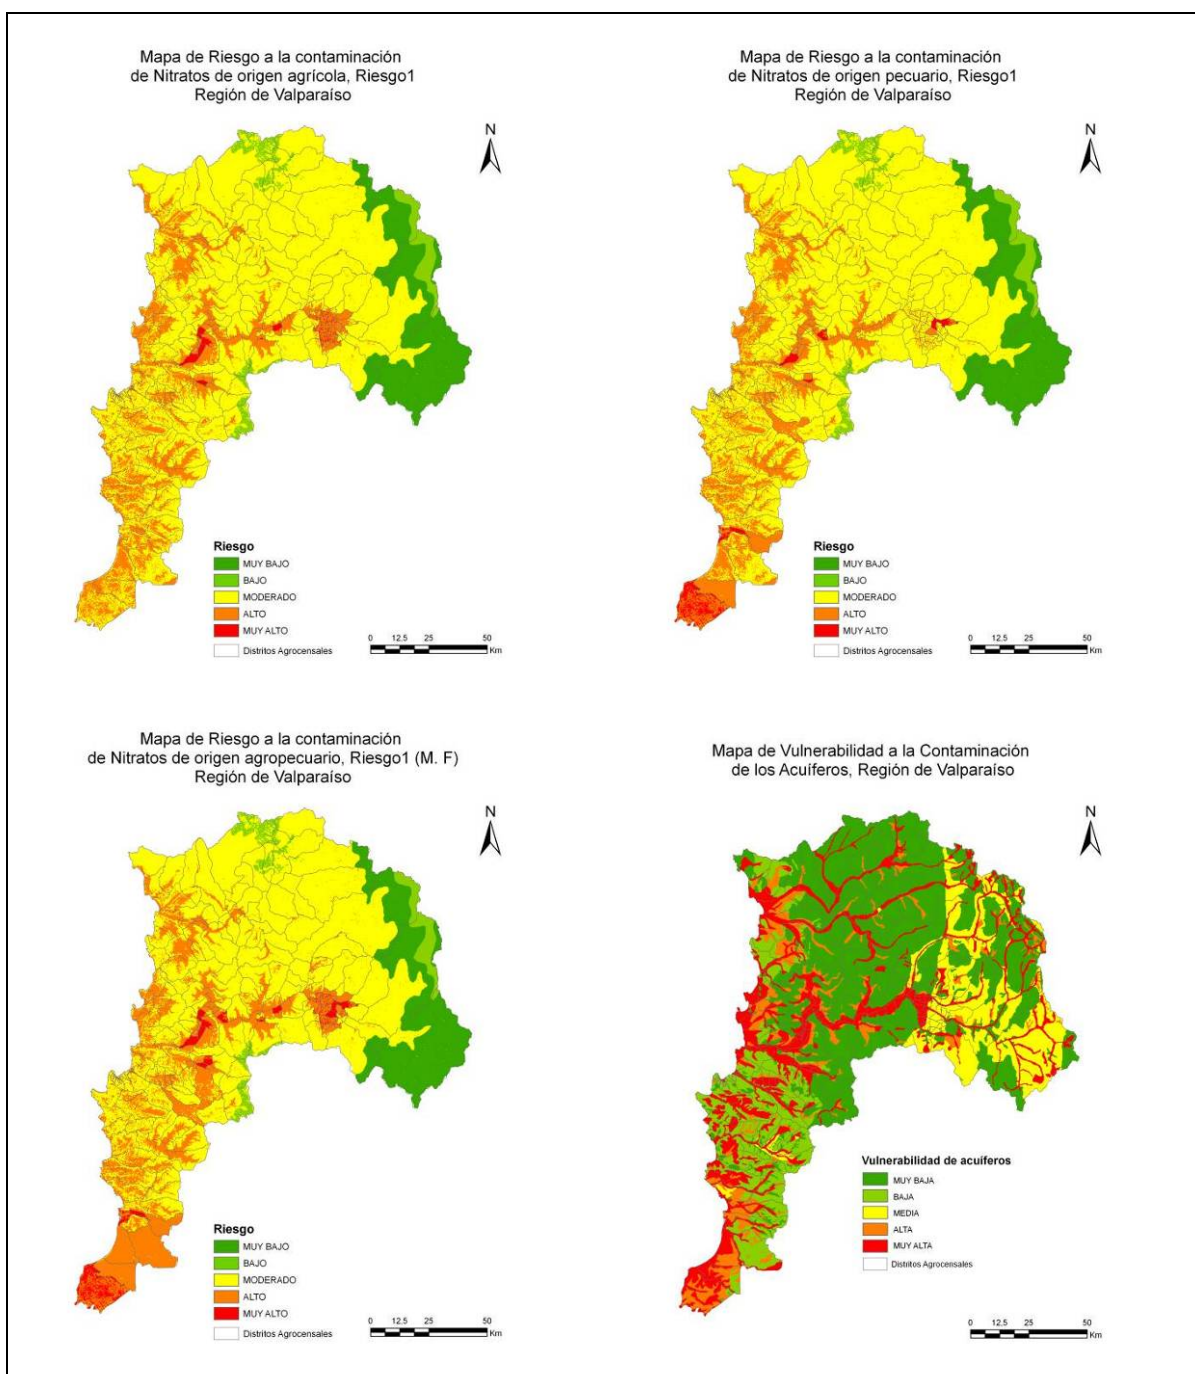 Mapa de Riesgo a la contaminación
de Nitratos de origen agrícola, Riesgo1
Región de Valparaíso
N
Riesgo
MUY BAJO
BAJO
MODERADO
ALTO
MUY ALTO
Distritos Agrocensales
0 12.5 25 50
Km
Mapa de Riesgo a la contaminación
de Nitratos de origen pecuario, Riesgo1
Región de Valparaíso
N
Riesgo
MUY BAJO
BAJO
MODERADO
ALTO
MUY ALTO
Distritos Agrocensales
0 12.5 25 50
Km
Mapa de Riesgo a la contaminación
de Nitratos de origen agropecuario, Riesgo1 (M. F)
Región de Valparaíso
N
Riesgo
MUY BAJO
BAJO
MODERADO
ALTO
MUY ALTO
Distritos Agrocensales
0 12.5 25 50
Km
Mapa de Vulnerabilidad a la Contaminación
de los Acuíferos, Región de Valparaíso
N
Vulnerabilidad de acuíferos
MUY BAJA
BAJA
MEDIA
ALTA
MUY ALTA
Distritos Agrocensales
0 12.5 25 50
Km